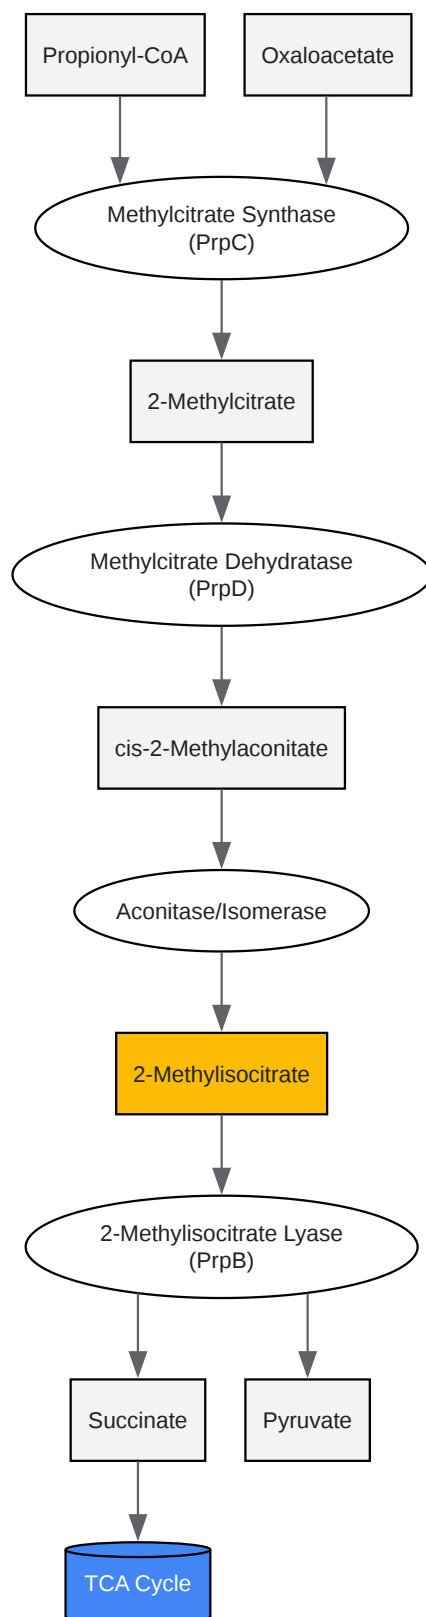 Propionyl-CoA
Oxaloacetate
Methylcitrate Synthase
(PrpC)
2-Methylcitrate
Methylcitrate Dehydratase
(PrpD)
cis-2-Methylaconitate
Aconitase/Isomerase
2-Methylisocitrate
2-Methylisocitrate Lyase
(PrpB)
Succinate
Pyruvate
TCA Cycle